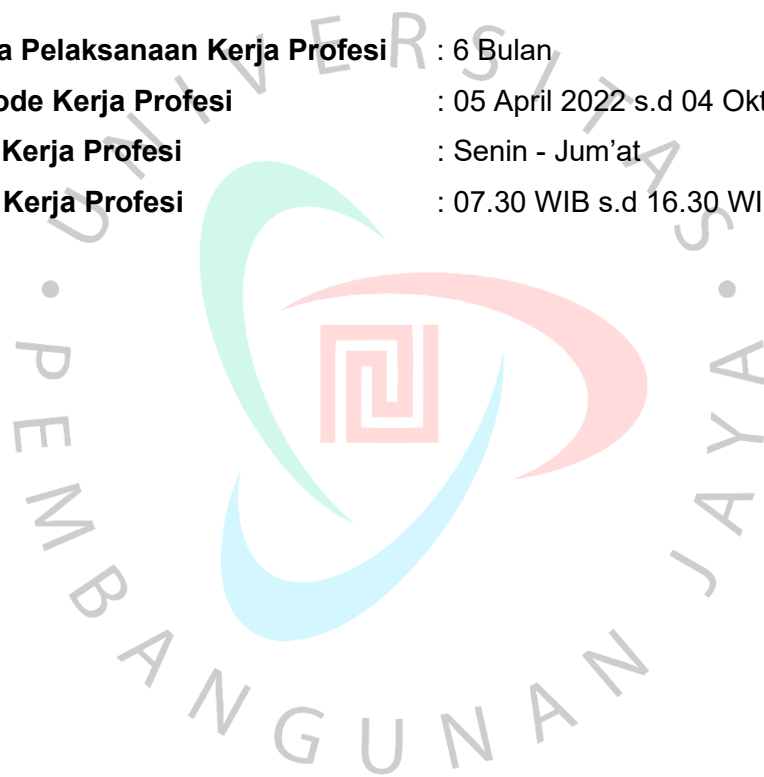 a Pelaksanaan Kerja Profesi : 6 Bulan
ode Kerja Profesi : 05 April 2022 s.d 04 Okt
Kerja Profesi : Senin - Jum'at
Kerja Profesi : 07.30 WIB s.d 16.30 WI
UNIVERSITAS
PEMBANGUNAN JAYA